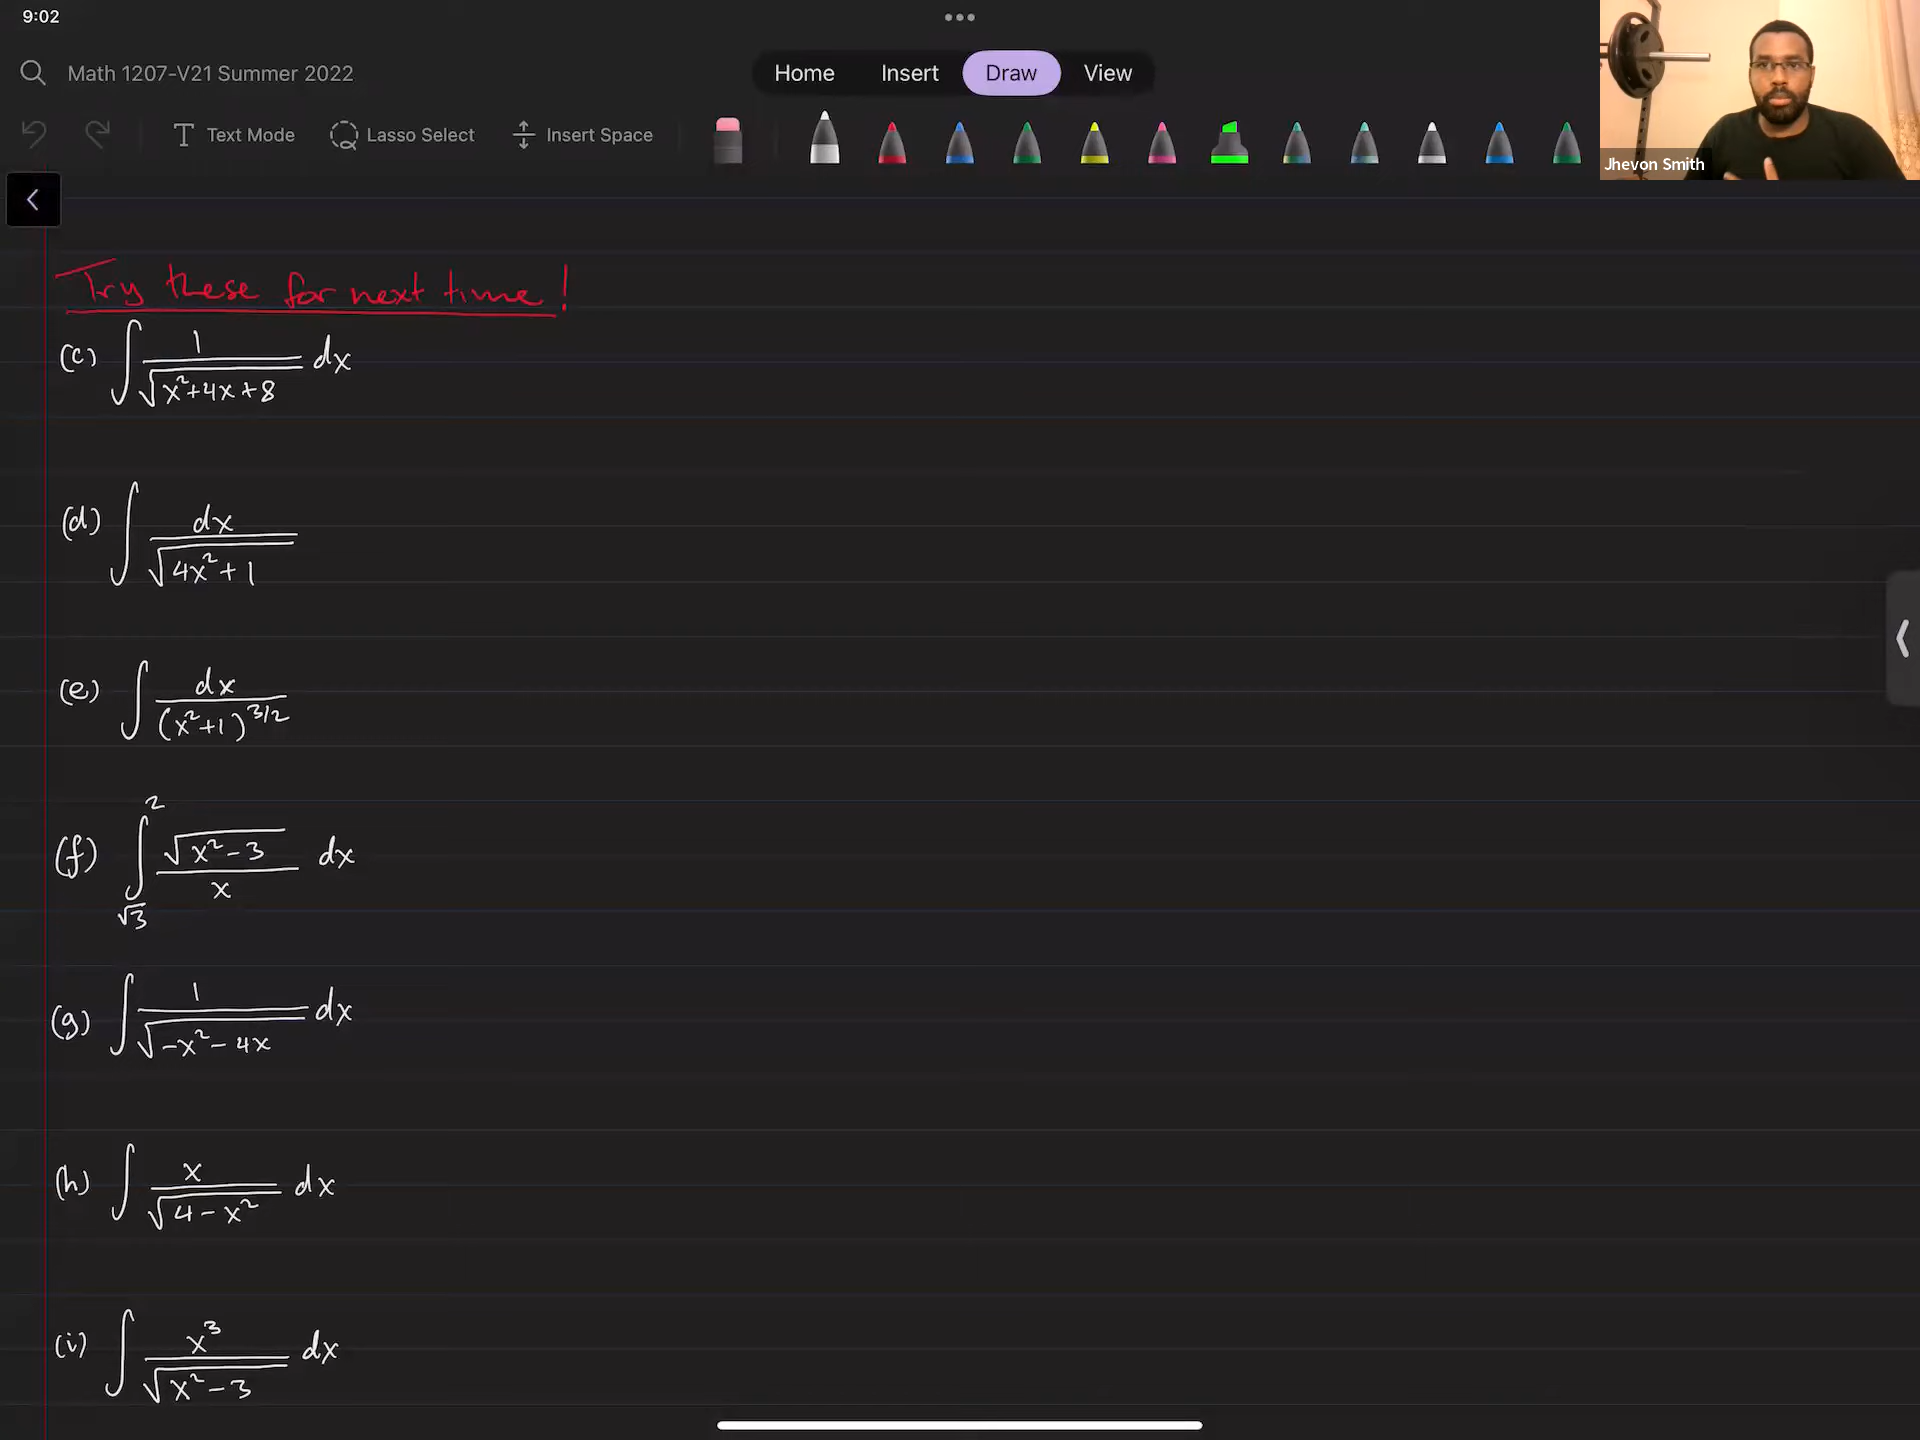 9:02
Math 1207-V21 Summer 2022
Home Insert Draw View
Text Mode Lasso Select Insert Space
Jhevon Smith
Try these for next time!
(c) ∫ 1/√(x²+4x+8) dx
(d) ∫ dx/√(4x²+1)
(e) ∫ dx/(x²+1)^(3/2)
(f) ∫_√3^2 √(x²-3)/x dx
(g) ∫ 1/√(-x²-4x) dx
(h) ∫ x/√(4-x²) dx
(i) ∫ x³/√(x²-3) dx